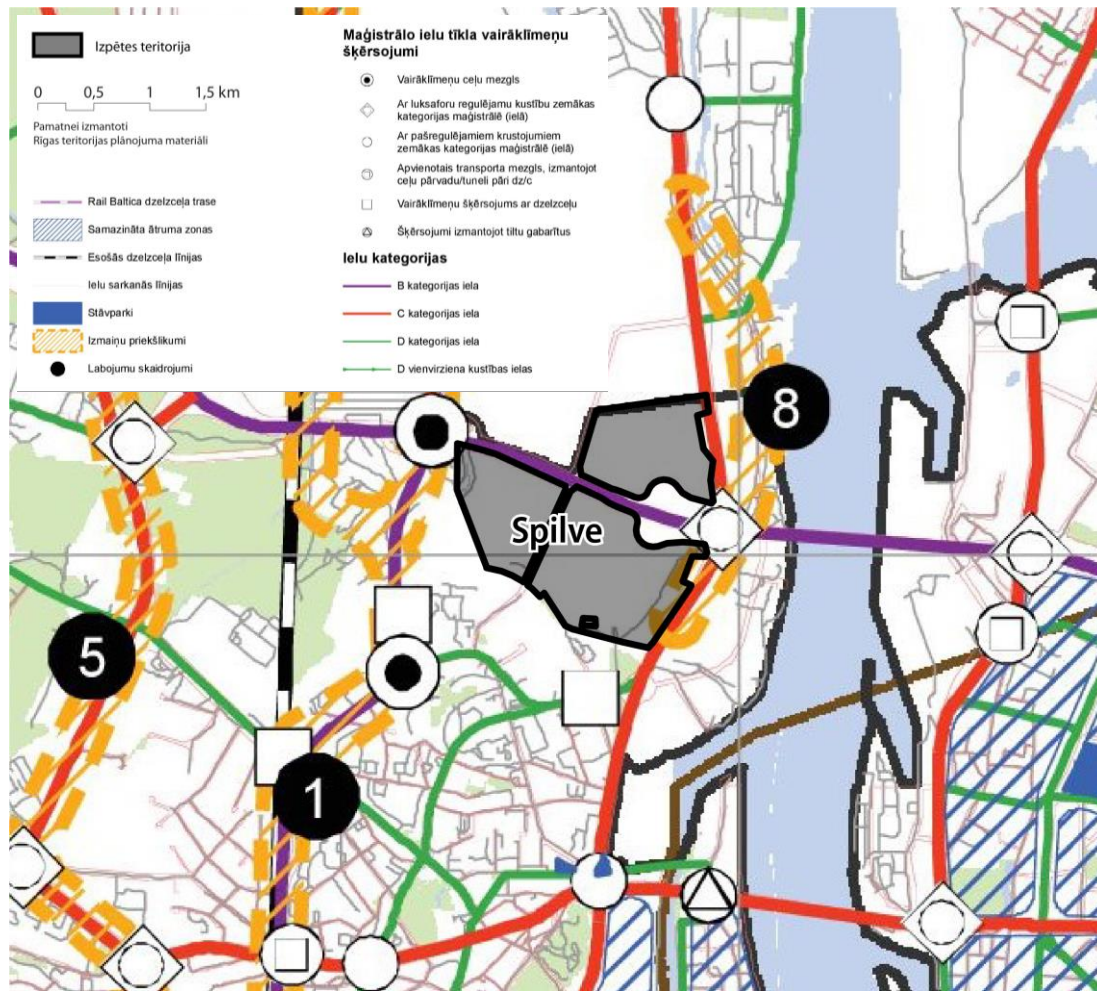 Izpētes teritorija
0 0,5 1 1,5 km
Pamatnei izmantoti
Rīgas teritorijas plānojuma materiāli
Rail Baltica dzelzceļa trase
Samazināta ātruma zonas
Esošās dzelzceļa līnijas
Ielu sarkanās līnijas
Stāvparki
Izmaiņu priekšlikumi
Labojumu skaidrojumi
Maģistrālo ielu tīkla vairāklīmeņu
šķērsojumi
Vairāklīmeņu ceļu mezgls
Ar luksaforu regulējamu kustību zemākas
kategorijas maģistrālē (ielā)
Ar pašregulējamiem krustojumiem
zemākas kategorijas maģistrālē (ielā)
Apvienotais transporta mezgls, izmantojot
ceļu pārvadu/tuneli pāri dz/c
Vairāklīmeņu šķērsojums ar dzelzceļu
Šķērsojumi izmantojot tiltu gabarītus
Ielu kategorijas
B kategorijas iela
C kategorijas iela
D kategorijas iela
D vienvirziena kustības ielas
8
Spilve
5
1